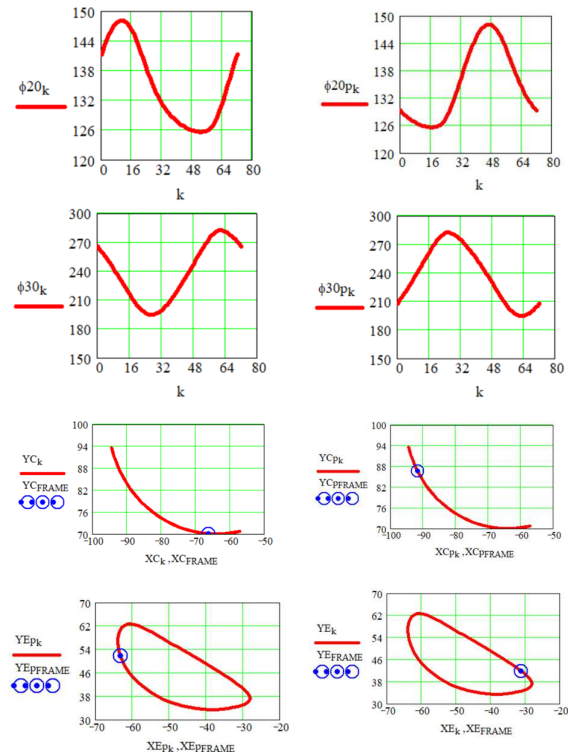 150
144
138
132
126
120
ϕ20k
0 16 32 48 64 80
k
150
144
138
132
126
120
ϕ20pk
0 16 32 48 64 80
k
300
270
240
210
180
150
ϕ30k
0 16 32 48 64 80
k
300
270
240
210
180
150
ϕ30pk
0 16 32 48 64 80
k
100
94
88
82
76
70
YCk
YCFRAME
-100 -90 -80 -70 -60 -50
XCk ,XCFRAME
100
94
88
82
76
70
YCpk
YCPFRAME
-100 -90 -80 -70 -60 -50
XCpk ,XCPFRAME
70
62
54
46
38
30
YEpk
YEPFRAME
-70 -60 -50 -40 -30 -20
XEpk ,XEPFRAME
70
62
54
46
38
30
YEk
YEFRAME
-70 -60 -50 -40 -30 -20
XEk ,XEFRAME